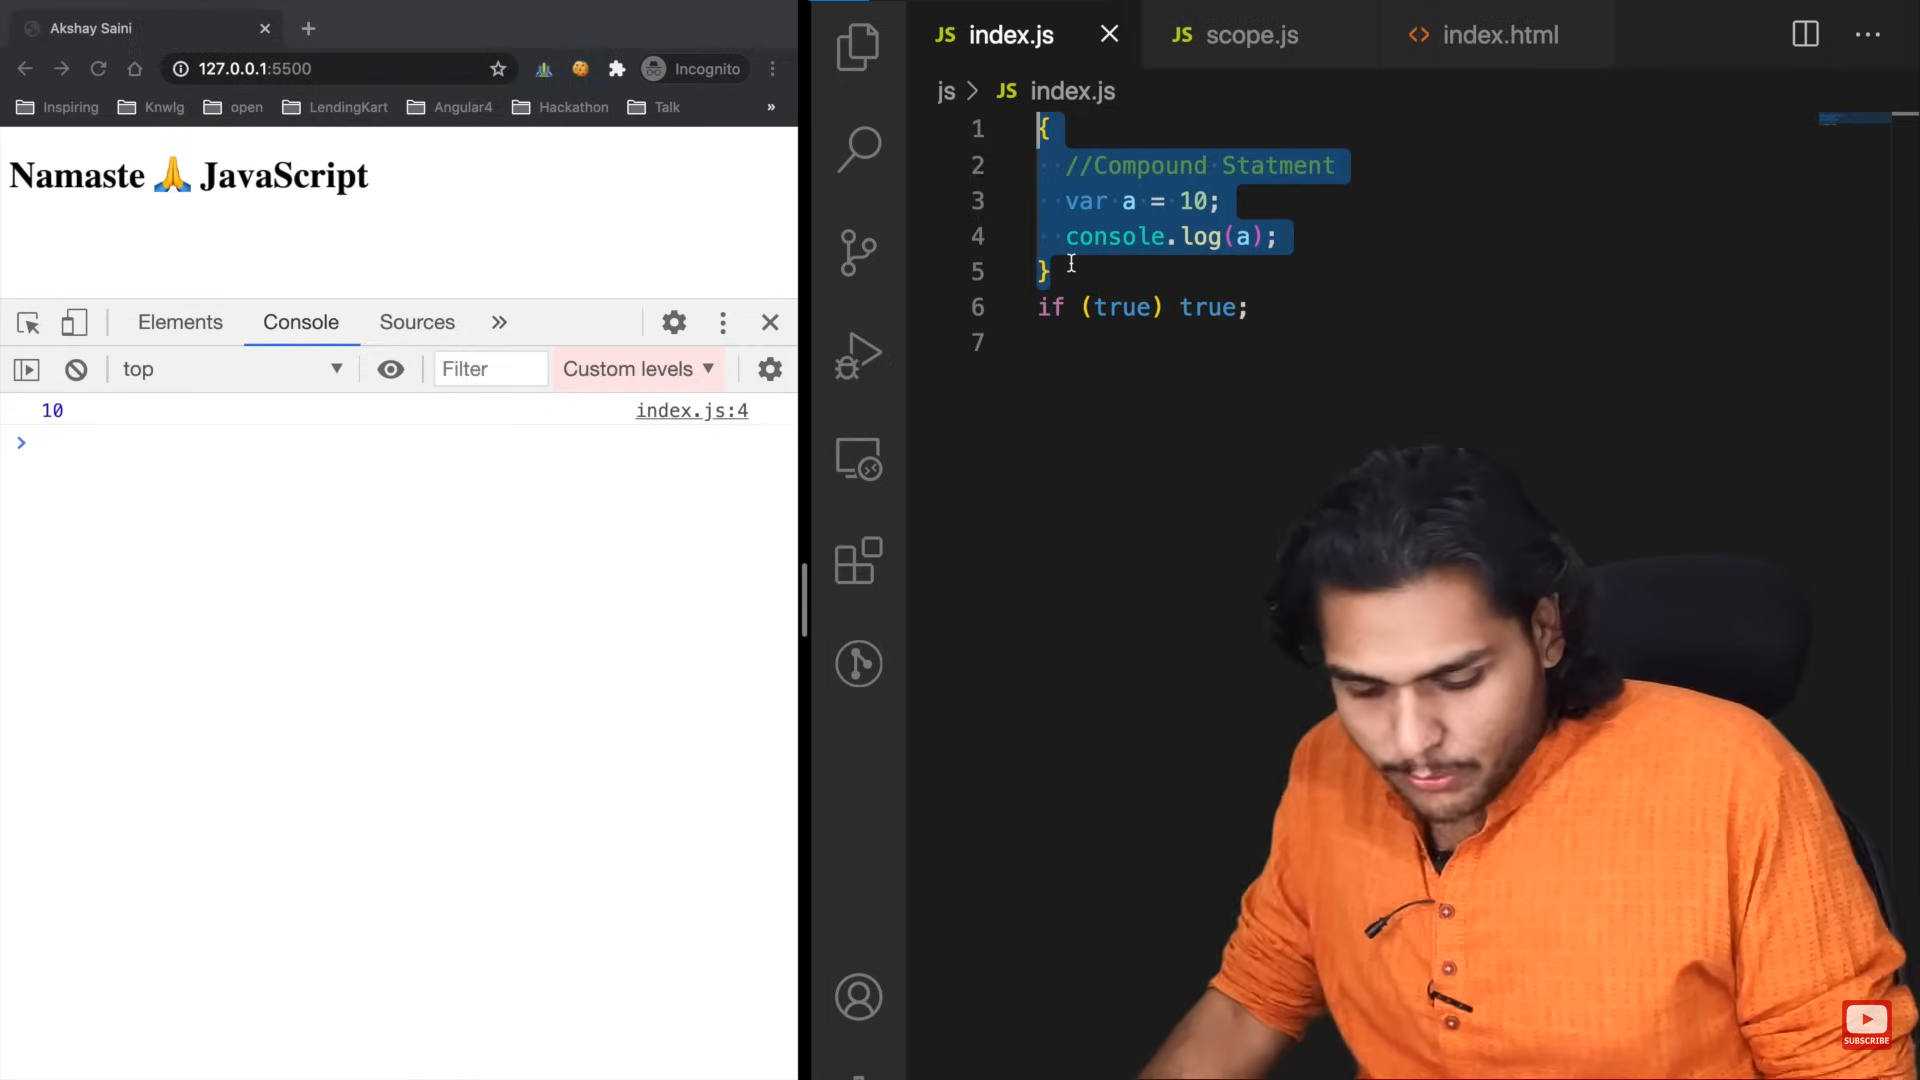 Akshay Saini
127.0.0.1:5500
Incognito
Inspiring Knwlg open LendingKart Angular4 Hackathon Talk »
Namaste 🙏 JavaScript
Elements Console Sources »
top Filter Custom levels ▼
10 index.js:4
>
JS index.js JS scope.js <> index.html
js > JS index.js
1 {
2 //Compound Statment
3 var a = 10;
4 console.log(a);
5 }
6 if (true) true;
7
SUBSCRIBE